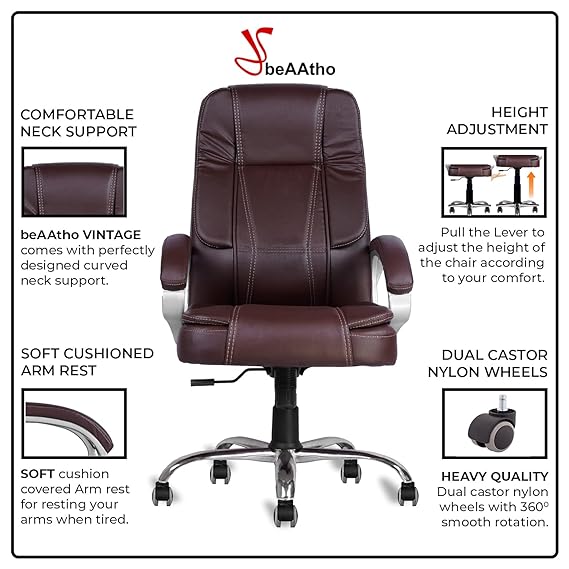 beAAtho
COMFORTABLE
NECK SUPPORT
beAAtho VINTAGE
comes with perfectly
designed curved
neck support.
HEIGHT
ADJUSTMENT
Pull the Lever to
adjust the height of
the chair according
to your comfort.
SOFT CUSHIONED
ARM REST
SOFT cushion
covered Arm rest
for resting your
arms when tired.
DUAL CASTOR
NYLON WHEELS
HEAVY QUALITY
Dual castor nylon
wheels with 360°
smooth rotation.